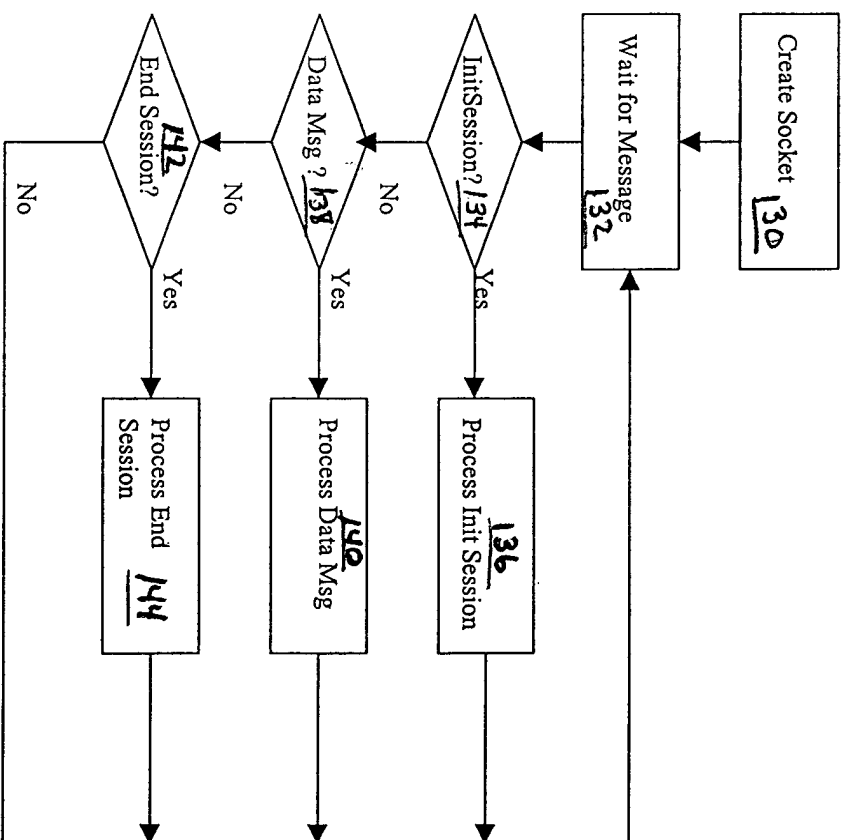 Create Socket
130
Wait for Message
132
InitSession? 134
Yes
Process Init Session
136
No
Data Msg ? 138
Yes
Process Data Msg
140
No
End Session?
142
Yes
Process End
Session
144
No